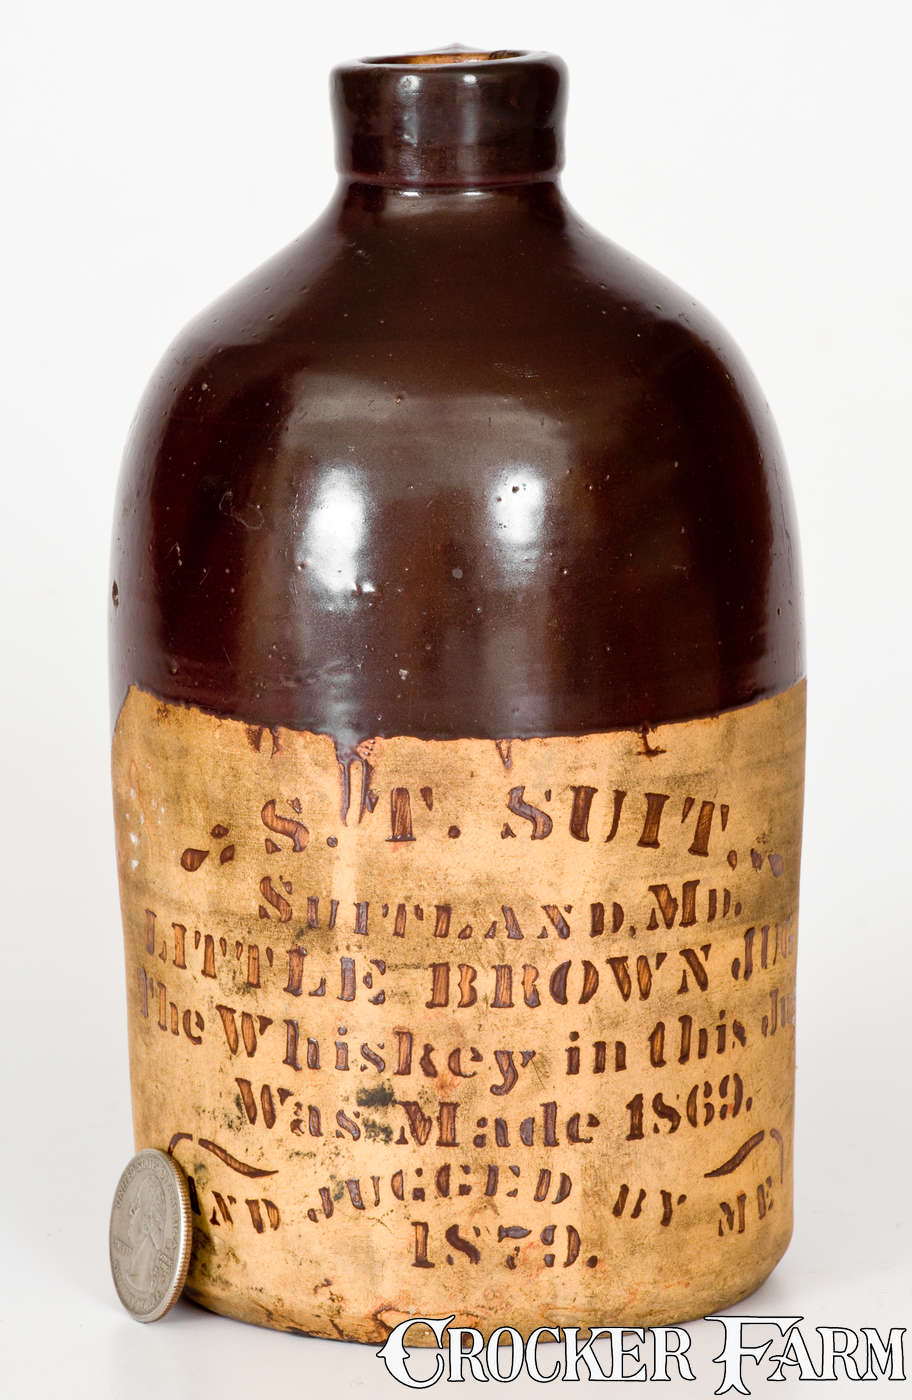 S. T. SUIT.
SUITLAND, MD.
LITTLE BROWN JUG
The Whiskey in this Jug
Was Made 1869.
AND JUGGED BY ME
1879.
CROCKER FARM